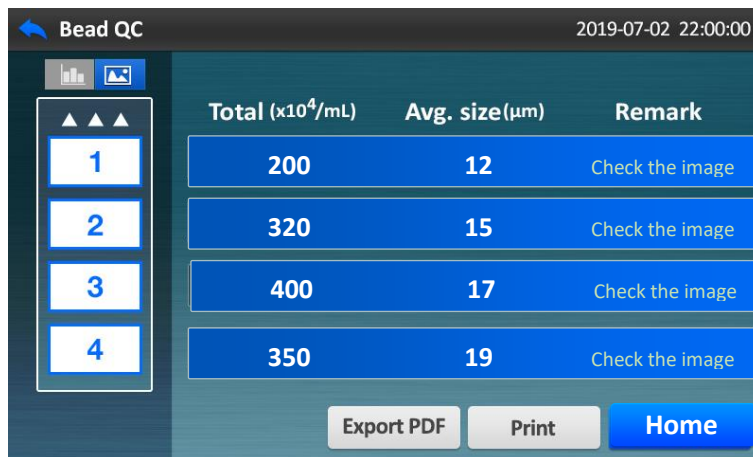 Bead QC 2019-07-02 22:00:00
Total (x10⁴/mL) Avg. size(μm) Remark
1 200 12 Check the image
2 320 15 Check the image
3 400 17 Check the image
4 350 19 Check the image
Export PDF Print Home